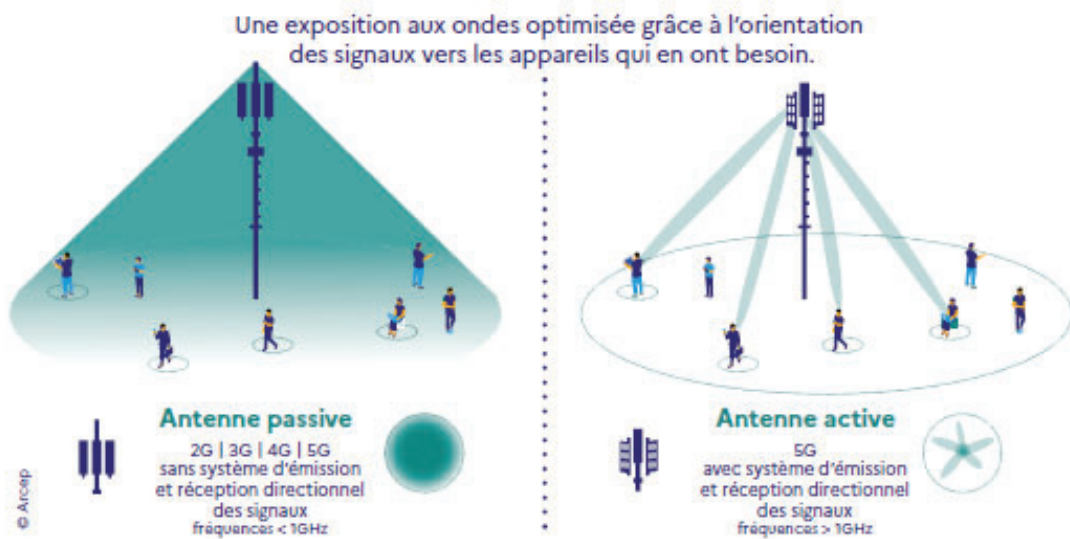 Une exposition aux ondes optimisée grâce à l'orientation
des signaux vers les appareils qui en ont besoin.
Antenne passive
2G | 3G | 4G | 5G
sans système d'émission
et réception directionnel
des signaux
fréquences < 1GHz
Antenne active
5G
avec système d'émission
et réception directionnel
des signaux
fréquences > 1GHz
© Arcep